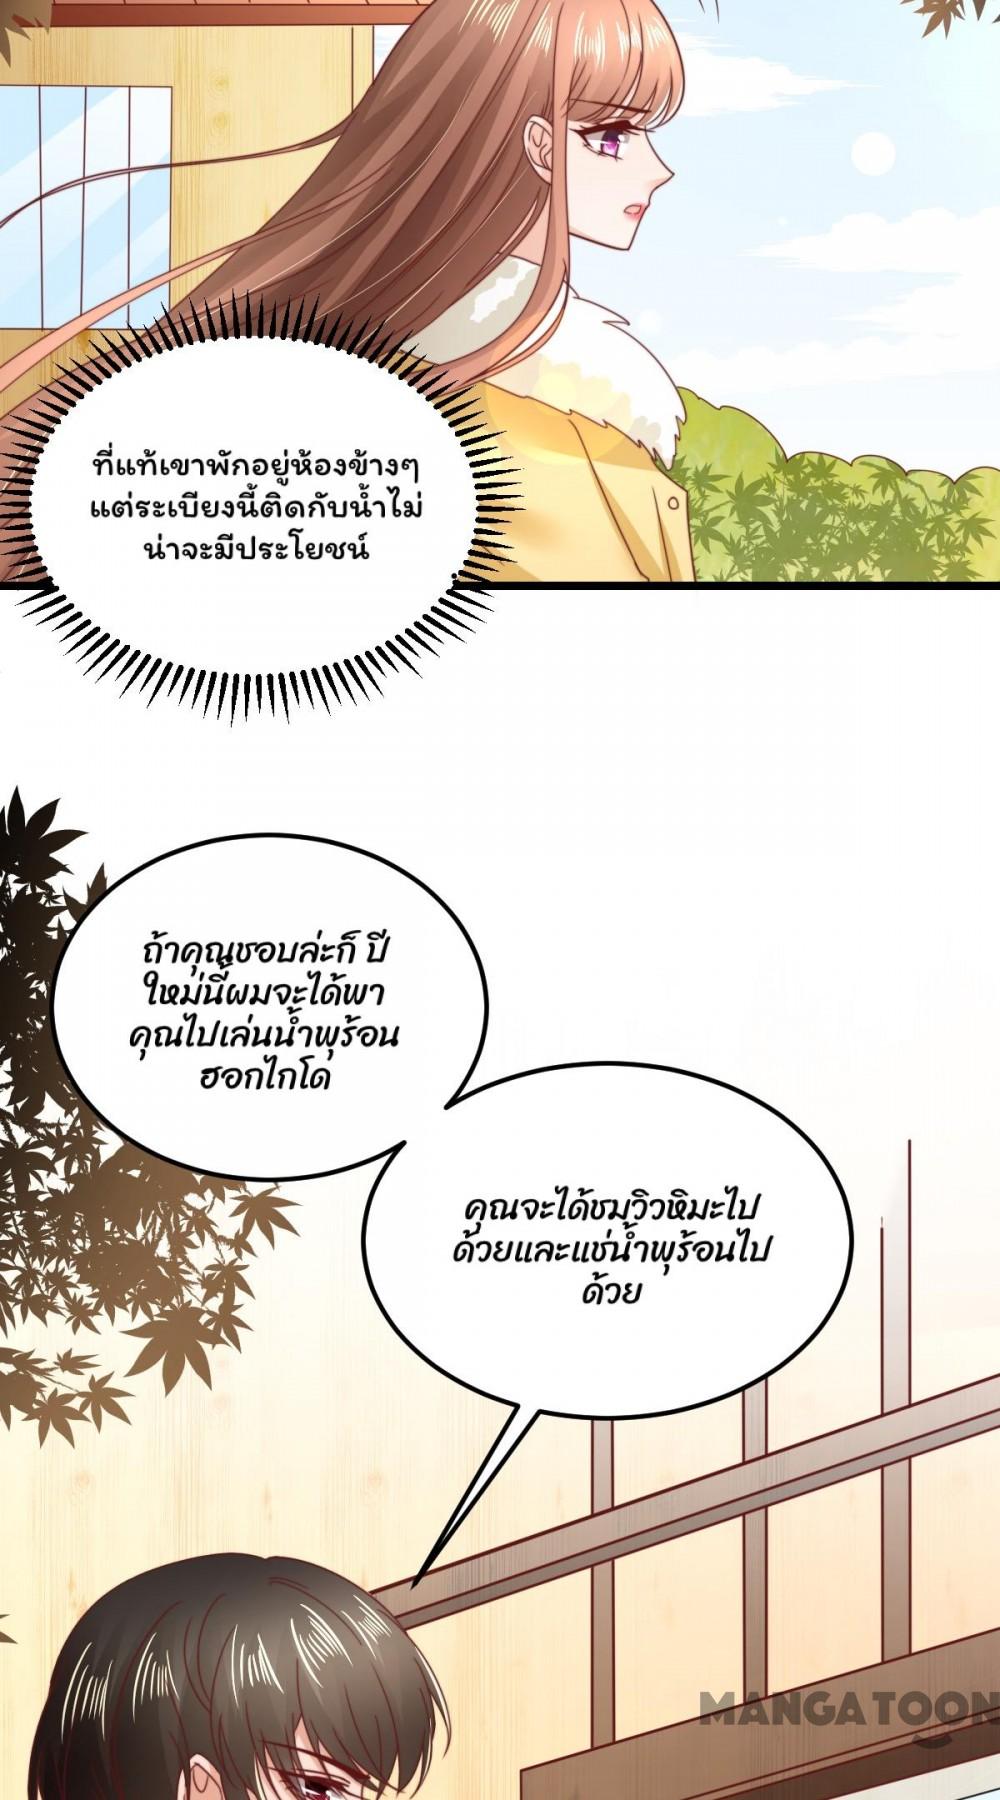 ที่แท้เขาพักอยู่ห้องข้างๆ
แต่ระเบียงนี้ติดกับน้ำไม่
น่าจะมีประโยชน์
ถ้าคุณชอบล่ะก็ ปี
ใหม่นี้ผมจะได้พา
คุณไปเล่นน้ำพุร้อน
ฮอกไกโด
คุณจะได้ชมวิวหิมะไป
ด้วยและแช่น้ำพุร้อนไป
ด้วย
MANGATOON